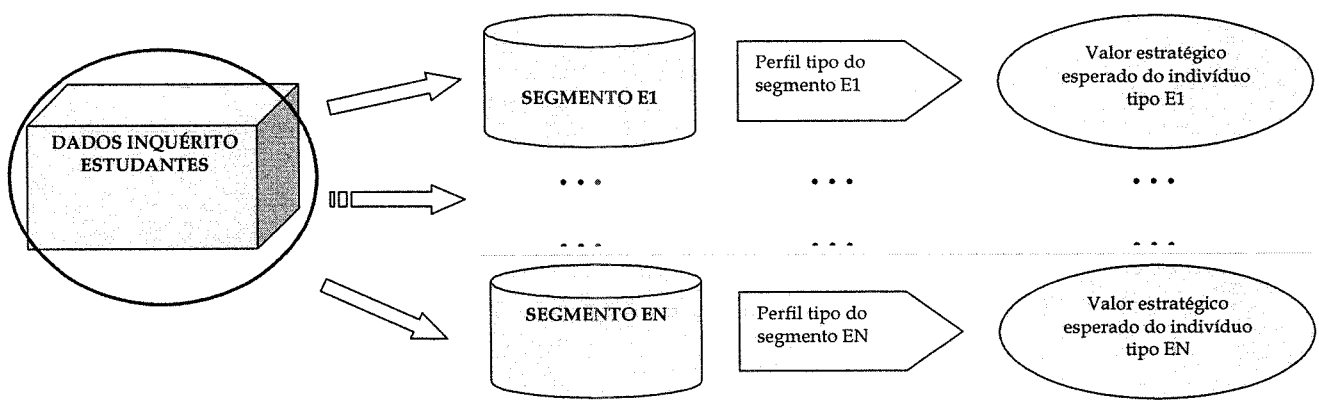 DADOS INQUÉRITO
ESTUDANTES
SEGMENTO E1
Perfil tipo do
segmento E1
Valor estratégico
esperado do indivíduo
tipo E1
• • •
• • •
• • •
• • •
• • •
• • •
SEGMENTO EN
Perfil tipo do
segmento EN
Valor estratégico
esperado do indivíduo
tipo EN